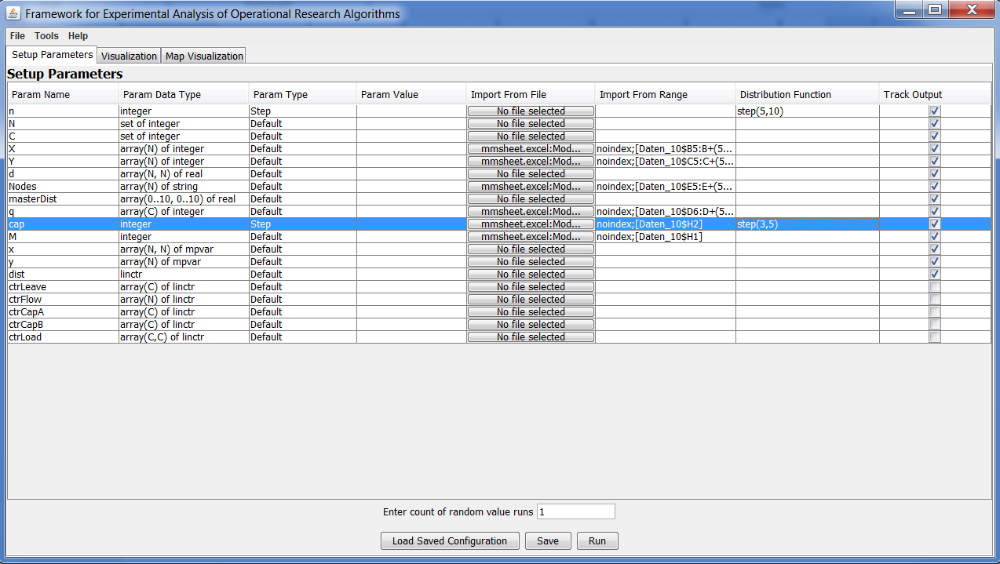 Framework for Experimental Analysis of Operational Research Algorithms
File Tools Help
Setup Parameters Visualization Map Visualization
Setup Parameters
Param Name Param Data Type Param Type Param Value Import From File Import From Range Distribution Function Track Output
n integer Step No file selected step(5,10)
N set of integer Default No file selected
C set of integer Default No file selected
X array(N) of integer Default mmsheet.excel:Mod... noindex;[Daten_10$B5:B+(5...
Y array(N) of integer Default mmsheet.excel:Mod... noindex;[Daten_10$C5:C+(5...
d array(N, N) of real Default No file selected
Nodes array(N) of string Default mmsheet.excel:Mod... noindex;[Daten_10$E5:E+(5...
masterDist array(0..10, 0..10) of real Default No file selected
q array(C) of integer Default mmsheet.excel:Mod... noindex;[Daten_10$D6:D+(5...
cap integer Step mmsheet.excel:Mod... noindex;[Daten_10$H2] step(3,5)
M integer Default mmsheet.excel:Mod... noindex;[Daten_10$H1]
x array(N, N) of mpvar Default No file selected
y array(N) of mpvar Default No file selected
dist linctr Default No file selected
ctrLeave array(C) of linctr Default No file selected
ctrFlow array(N) of linctr Default No file selected
ctrCapA array(C) of linctr Default No file selected
ctrCapB array(C) of linctr Default No file selected
ctrLoad array(C,C) of linctr Default No file selected
Enter count of random value runs 1
Load Saved Configuration Save Run